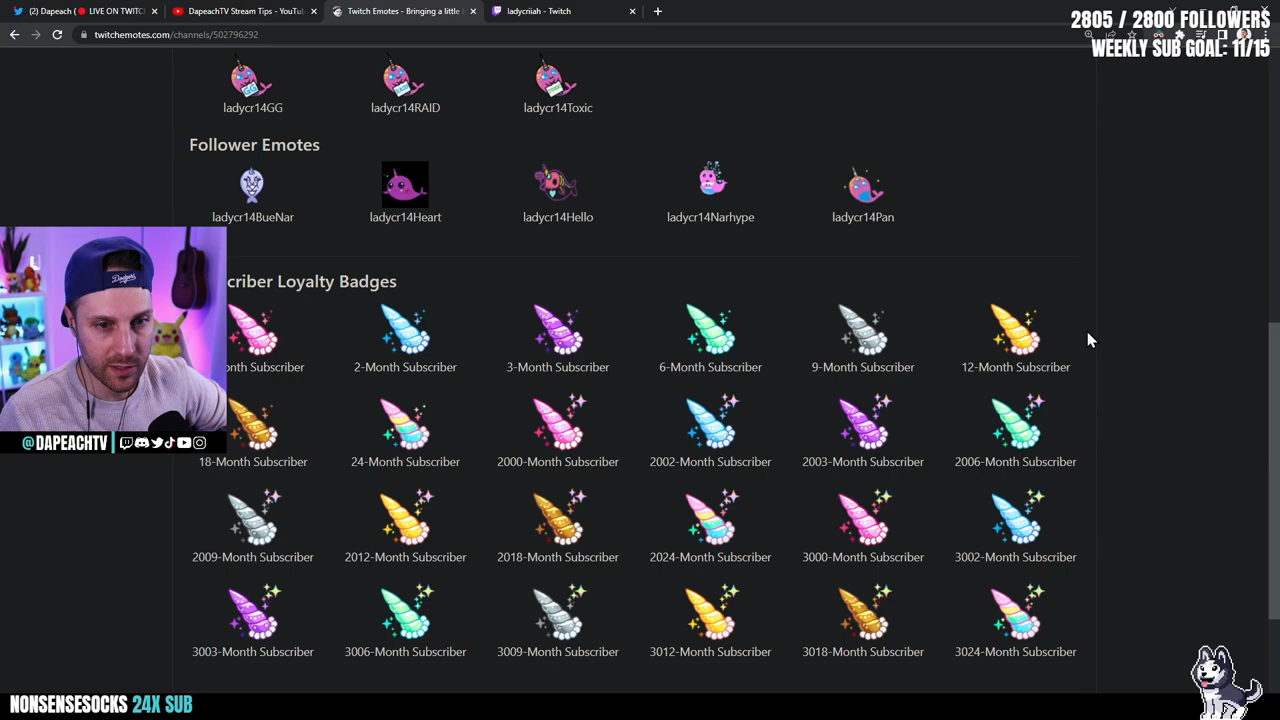 (2) Dapeach (🔴 LIVE ON TWITC
DapeachTV Stream Tips - YouTu
Twitch Emotes - Bringing a little
ladycriiah - Twitch
twitchemotes.com/channels/502796292
2805 / 2800 FOLLOWERS
WEEKLY SUB GOAL: 11/15
ladycr14GG
ladycr14RAID
ladycr14Toxic
Follower Emotes
ladycr14BueNar
ladycr14Heart
ladycr14Hello
ladycr14Narhype
ladycr14Pan
criber Loyalty Badges
onth Subscriber
2-Month Subscriber
3-Month Subscriber
6-Month Subscriber
9-Month Subscriber
12-Month Subscriber
18-Month Subscriber
24-Month Subscriber
2000-Month Subscriber
2002-Month Subscriber
2003-Month Subscriber
2006-Month Subscriber
2009-Month Subscriber
2012-Month Subscriber
2018-Month Subscriber
2024-Month Subscriber
3000-Month Subscriber
3002-Month Subscriber
3003-Month Subscriber
3006-Month Subscriber
3009-Month Subscriber
3012-Month Subscriber
3018-Month Subscriber
3024-Month Subscriber
Dodgers
@DAPEACHTV
NONSENSESOCKS 24X SUB